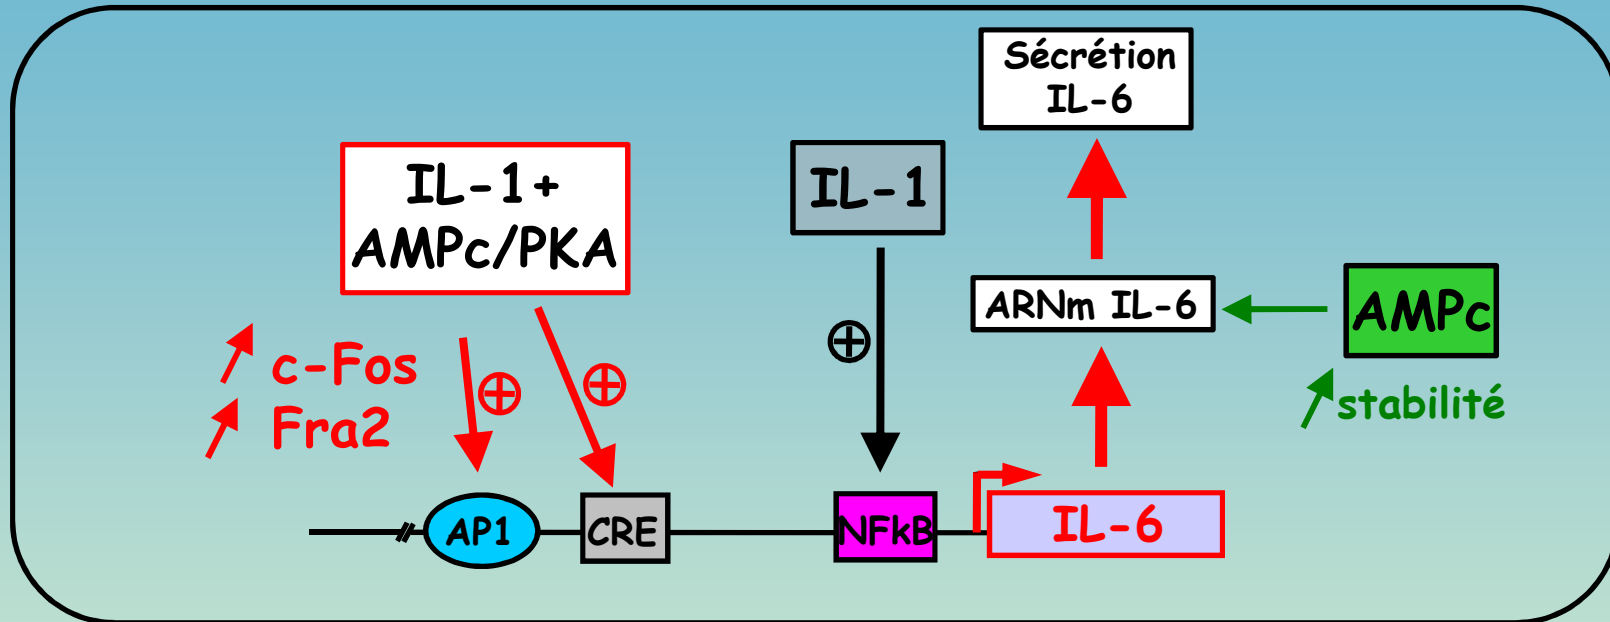 Sécrétion
IL-6
IL-1+
AMPc/PKA
IL-1
ARNm IL-6
AMPc
c-Fos
Fra2
stabilité
AP1
CRE
NFkB
IL-6